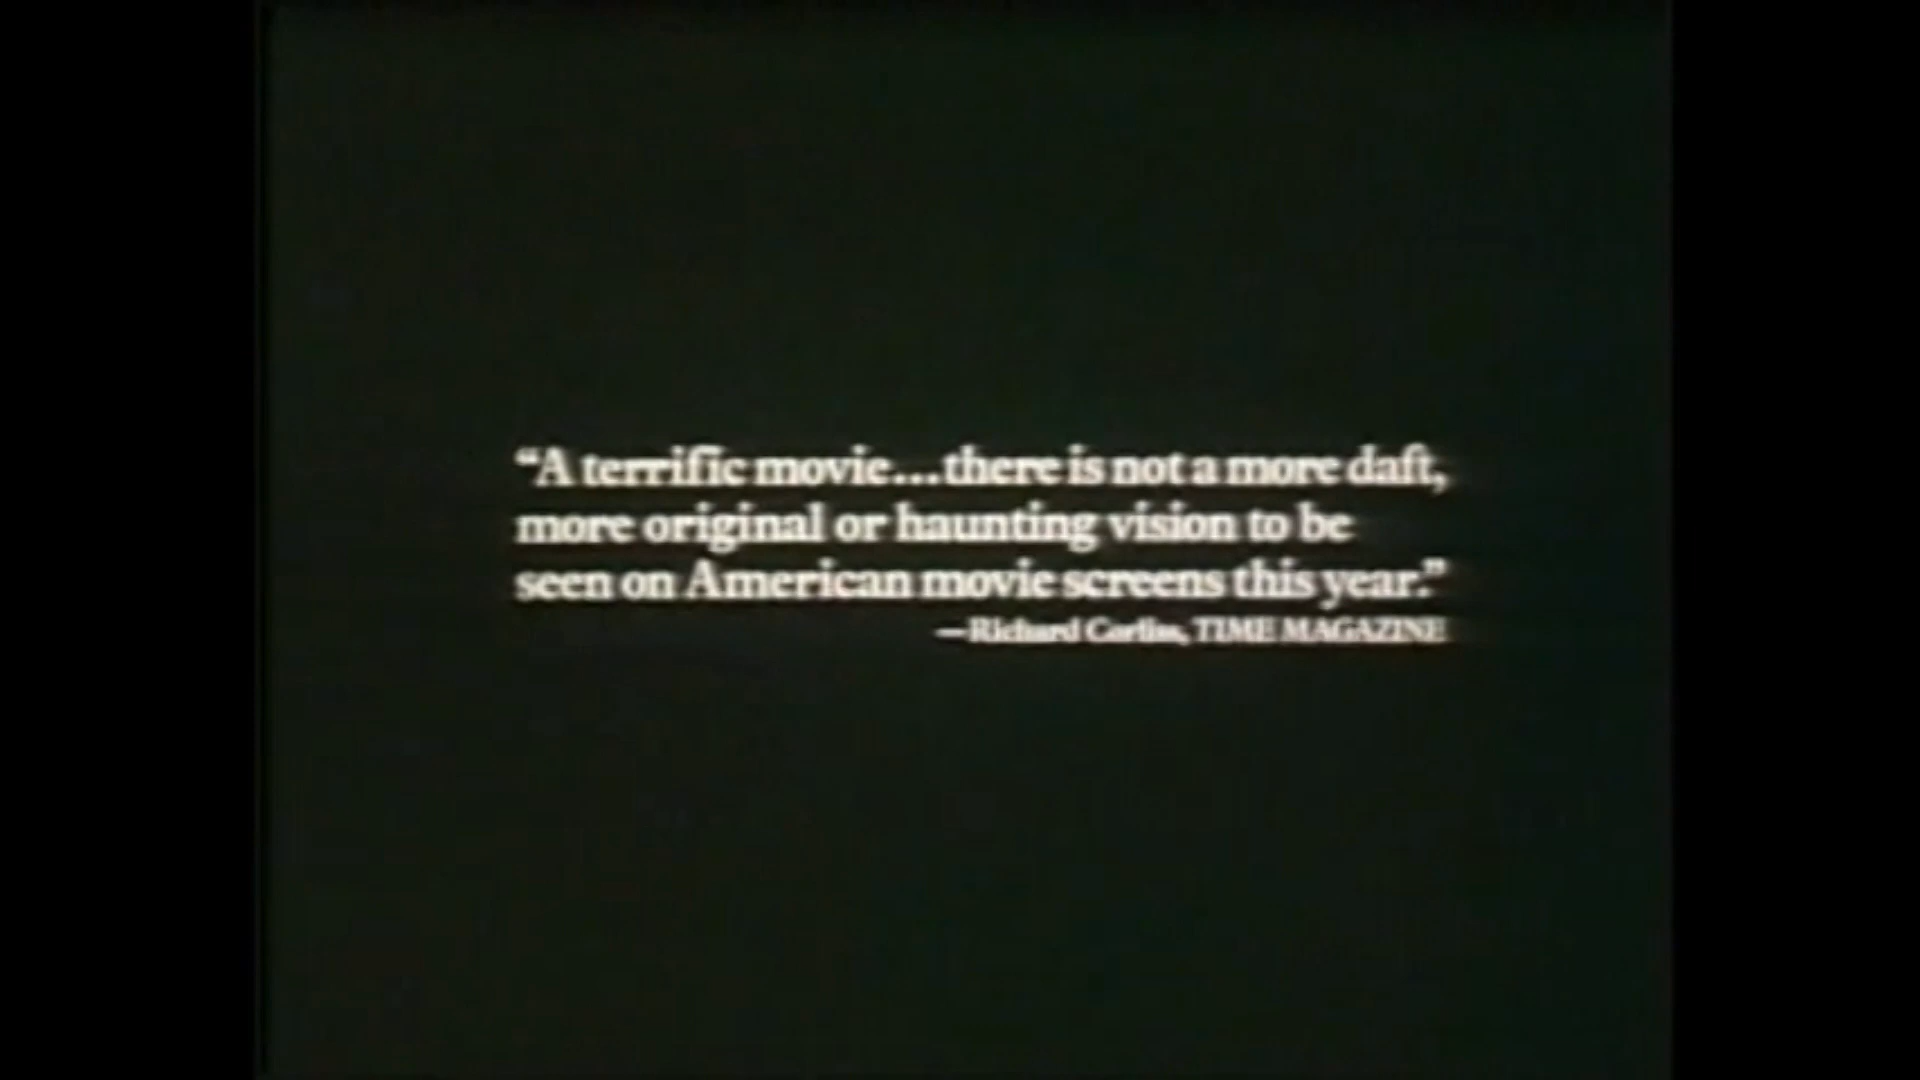 “A terrific movie...there is not a more daft,
more original or haunting vision to be
seen on American movie screens this year.”
—Richard Corliss, TIME MAGAZINE